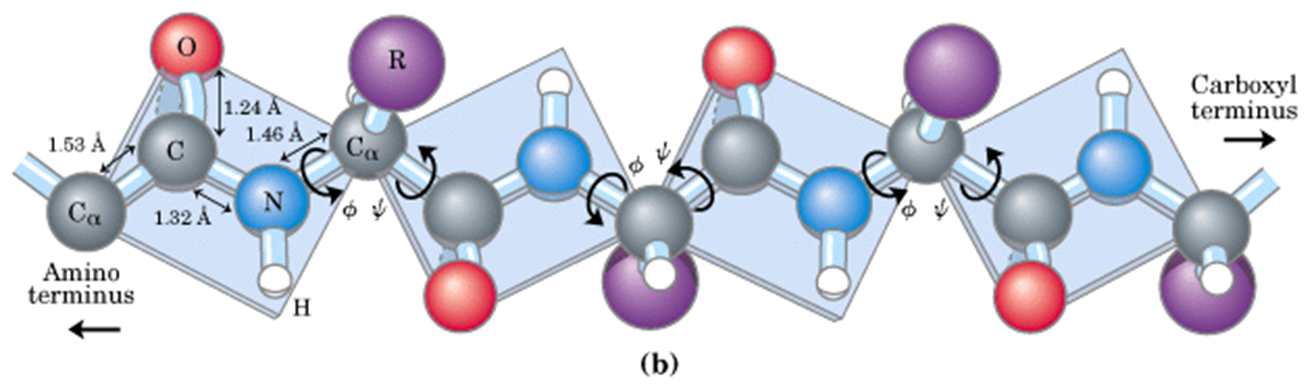 O
R
1.24 Å
1.46 Å
1.53 Å
C
Cα
Cα
N
1.32 Å
ϕ ψ
H
Amino
terminus
ϕ ψ
ϕ ψ
Carboxyl
terminus
(b)